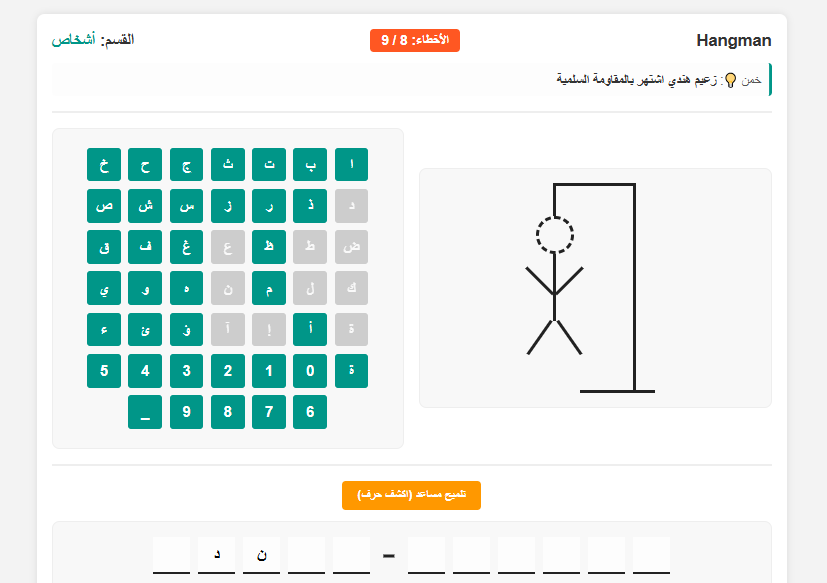 Hangman
الأخطاء: 8 / 9
القسم: أشخاص
خمن 💡: زعيم هندي اشتهر بالمقاومة السلمية
ا ب ت ث ج ح خ
د ذ ر ز س ش ص
ض ط ظ ع غ ف ق
ك ل م ن ه و ي
ة أ إ آ ؤ ئ ء
0 1 2 3 4 5
6 7 8 9 _
تلميح مساعد (اكشف حرف)
– ن د